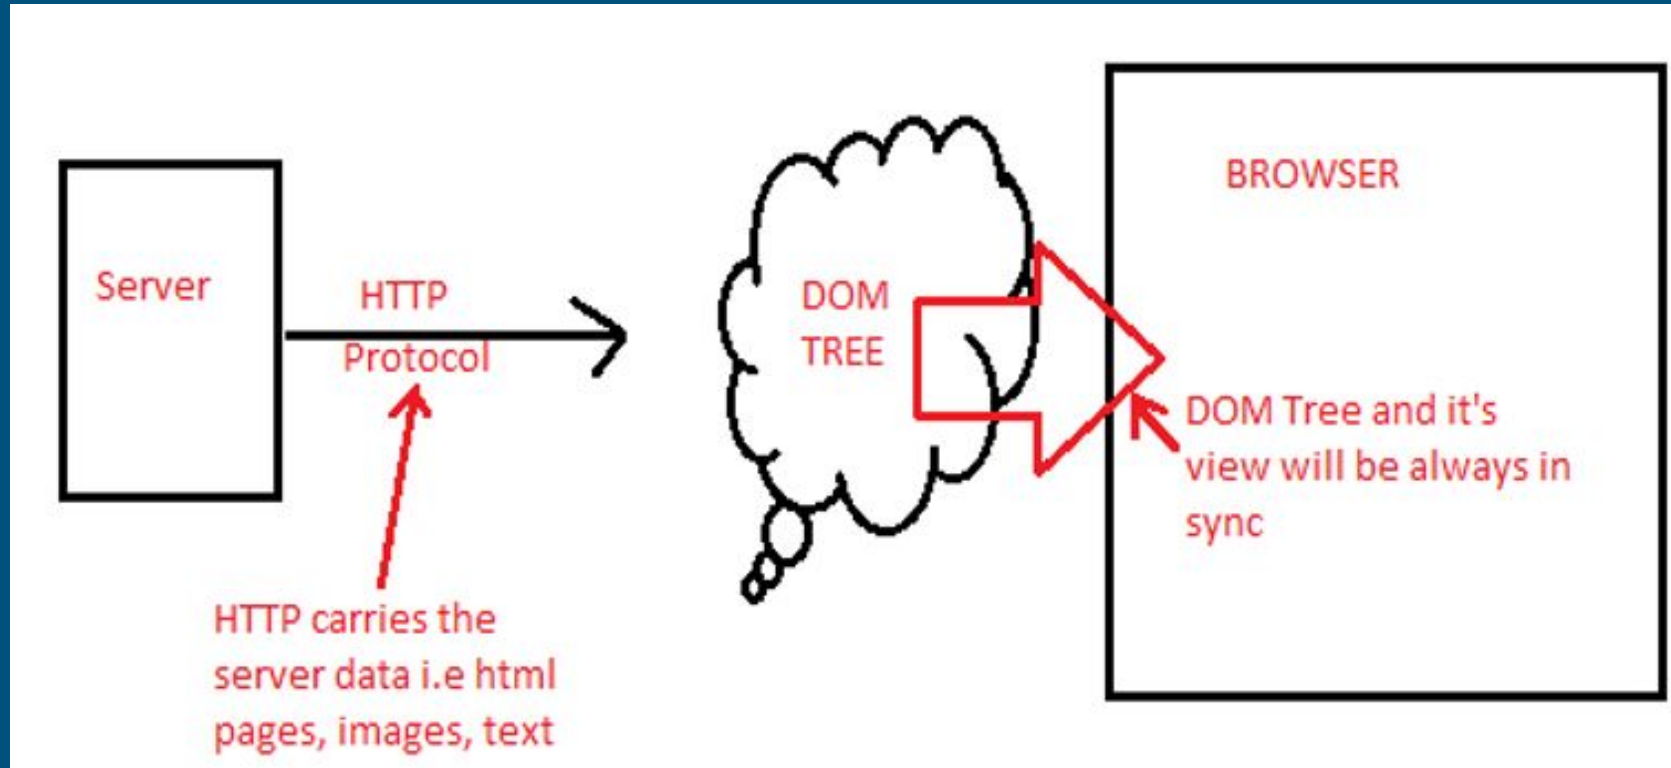 Server
HTTP
Protocol
HTTP carries the
server data i.e html
pages, images, text
DOM
TREE
BROWSER
DOM Tree and it's
view will be always in
sync